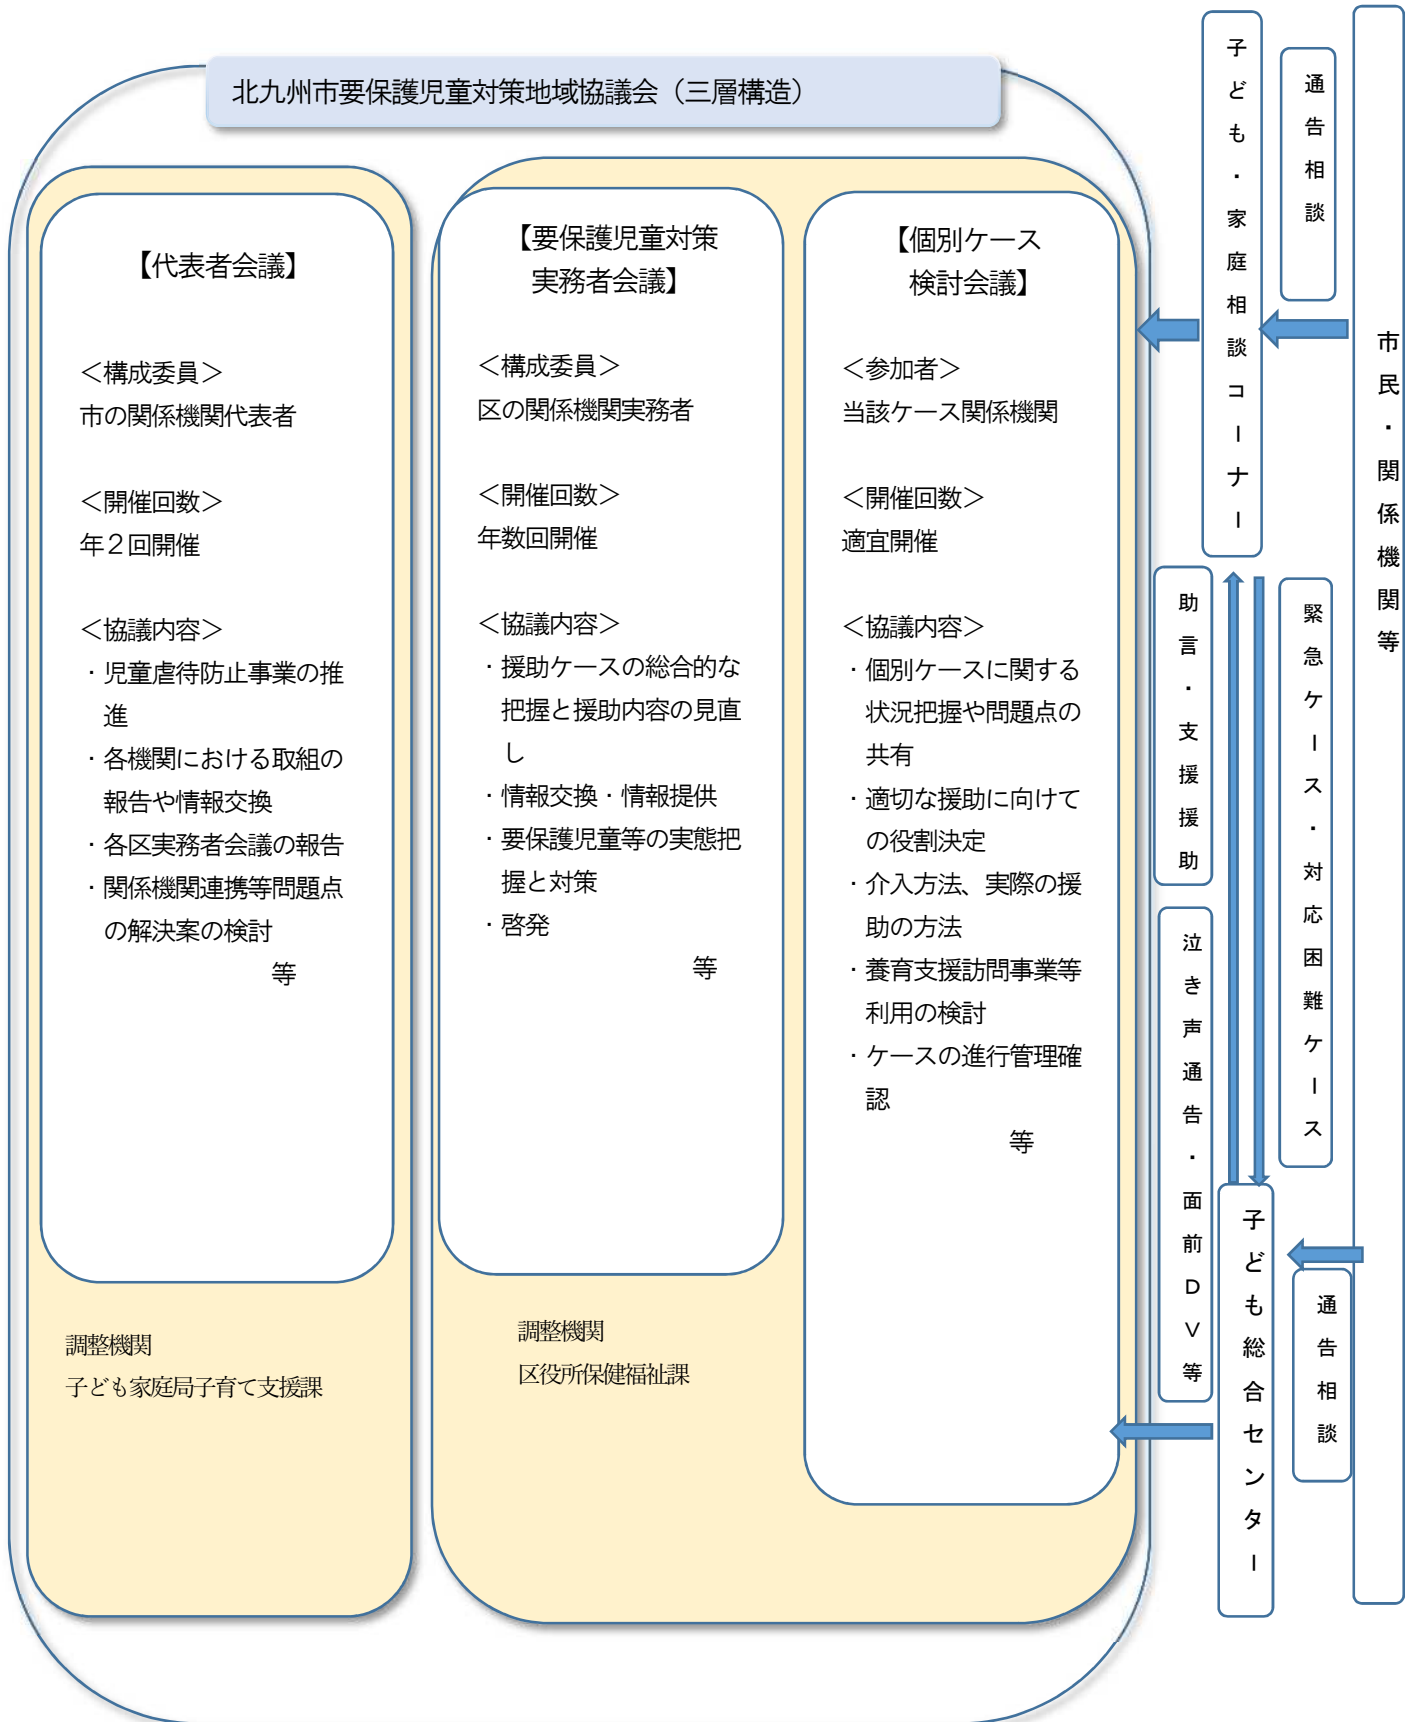 北九州市要保護児童対策地域協議会（三層構造）
【代表者会議】
＜構成委員＞
市の関係機関代表者
＜開催回数＞
年２回開催
＜協議内容＞
・児童虐待防止事業の推
進
・各機関における取組の
報告や情報交換
・各区実務者会議の報告
・関係機関連携等問題点
の解決案の検討
等
調整機関
子ども家庭局子育て支援課
【要保護児童対策
実務者会議】
＜構成委員＞
区の関係機関実務者
＜開催回数＞
年数回開催
＜協議内容＞
・援助ケースの総合的な
把握と援助内容の見直
し
・情報交換・情報提供
・要保護児童等の実態把
握と対策
・啓発
等
調整機関
区役所保健福祉課
【個別ケース
検討会議】
＜参加者＞
当該ケース関係機関
＜開催回数＞
適宜開催
＜協議内容＞
・個別ケースに関する
状況把握や問題点の
共有
・適切な援助に向けて
の役割決定
・介入方法、実際の援
助の方法
・養育支援訪問事業等
利用の検討
・ケースの進行管理確
認
等
子ども・家庭相談コーナー
通告相談
市民・関係機関等
助言・支援援助
緊急ケース・対応困難ケース
泣き声通告・面前ＤＶ等
子ども総合センター
通告相談